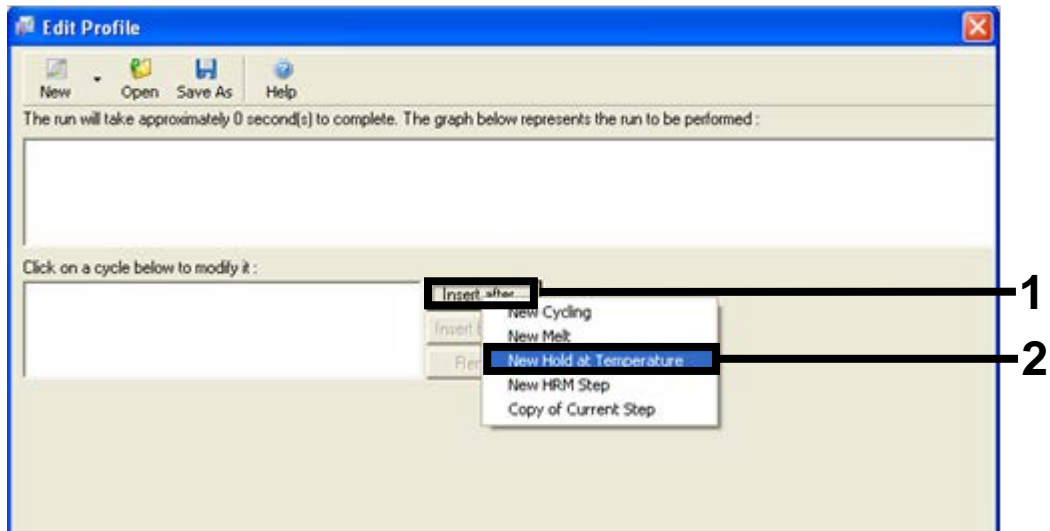 Edit Profile
New Open Save As Help
The run will take approximately 0 second(s) to complete. The graph below represents the run to be performed :
Click on a cycle below to modify it :
Insert after...
1
New Cycling
Insert
New Melt
New Hold at Temperature
2
New HRM Step
Copy of Current Step